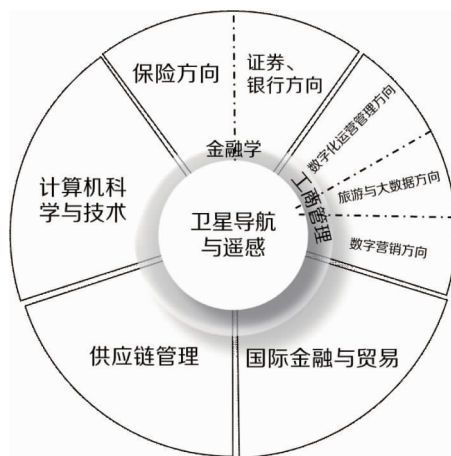 保险方向
证券、
银行方向
金融学
数字化运营管理方向
工商管理
旅游与大数据方向
数字营销方向
计算机科
学与技术
卫星导航
与遥感
供应链管理
国际金融与贸易